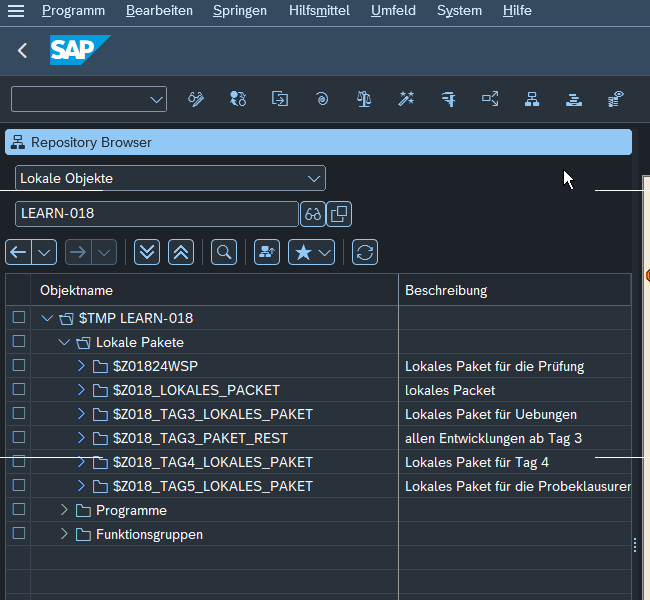 Programm Bearbeiten Springen Hilfsmittel Umfeld System Hilfe
SAP
Repository Browser
Lokale Objekte
LEARN-018
Objektname Beschreibung
$TMP LEARN-018
Lokale Pakete
$Z01824WSP Lokales Paket für die Prüfung
$Z018_LOKALES_PACKET lokales Packet
$Z018_TAG3_LOKALES_PAKET Lokales Paket für Uebungen
$Z018_TAG3_PAKET_REST allen Entwicklungen ab Tag 3
$Z018_TAG4_LOKALES_PAKET Lokales Paket für Tag 4
$Z018_TAG5_LOKALES_PAKET Lokales Paket für die Probeklausuren
Programme
Funktionsgruppen